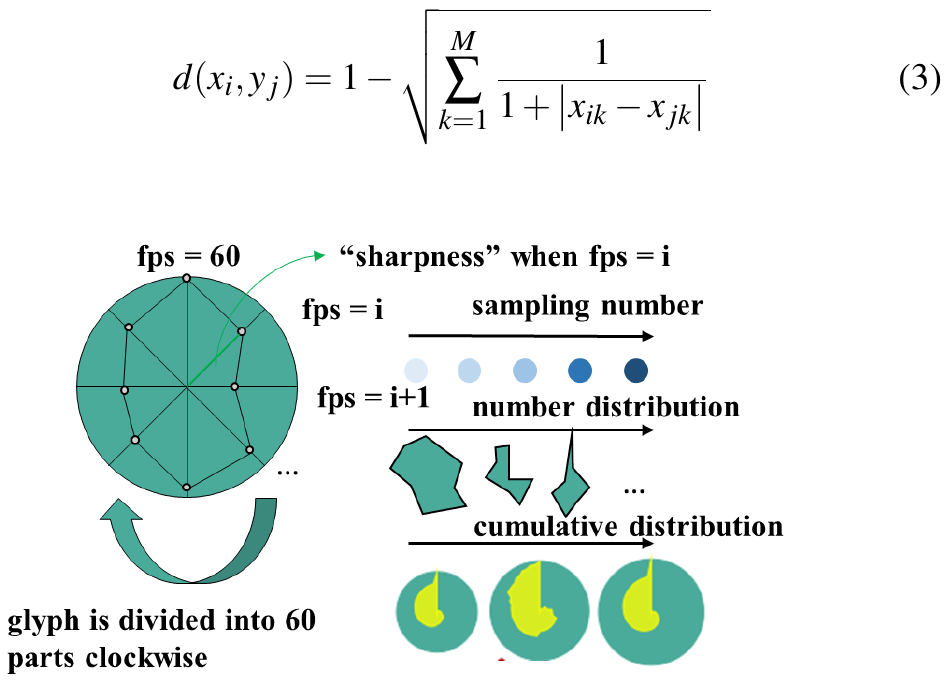 d(x_i, y_j) = 1 − \sqrt{\sum_{k=1}^{M} \frac{1}{1 + |x_{ik} − x_{jk}|}} (3)
fps = 60
“sharpness” when fps = i
fps = i
sampling number
fps = i+1
number distribution
...
...
cumulative distribution
glyph is divided into 60
parts clockwise